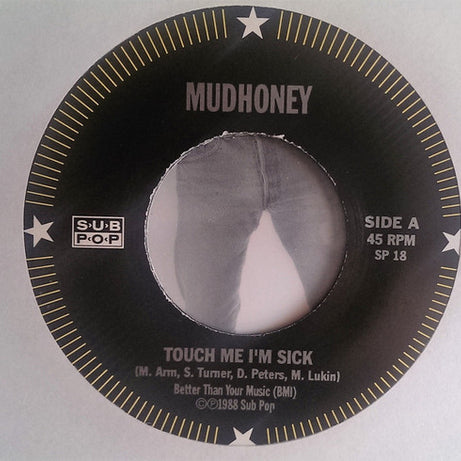 MUDHONEY
SUB
POP
SIDE A
45 RPM
SP 18
TOUCH ME I'M SICK
(M. Arm, S. Turner, D. Peters, M. Lukin)
Better Than Your Music (BMI)
©℗1988 Sub Pop